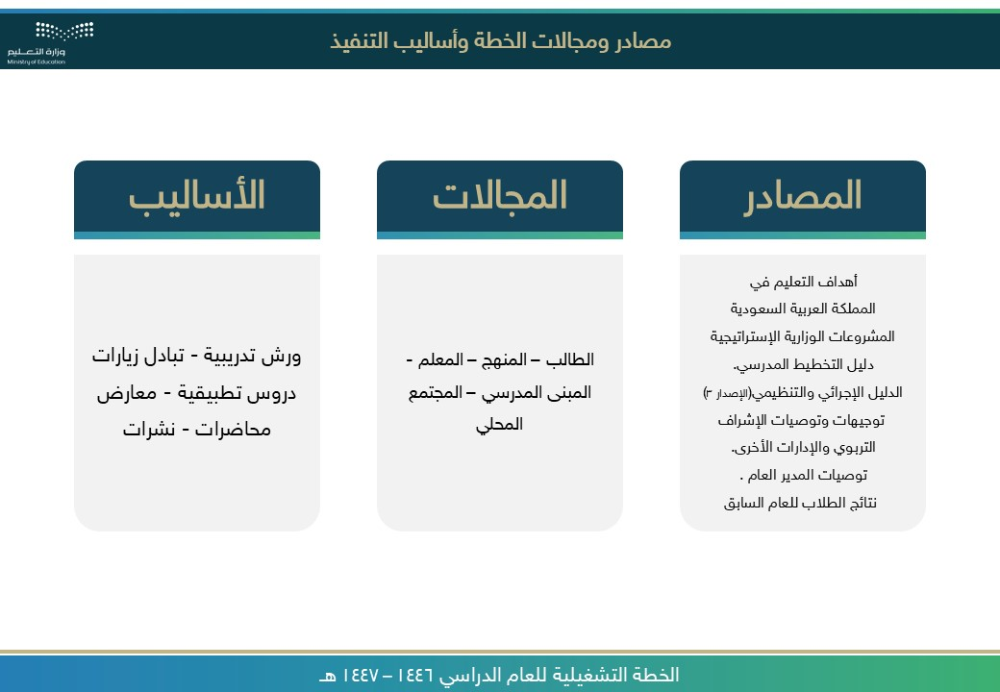 مصادر ومجالات الخطة وأساليب التنفيذ
وزارة التعـــليم
Ministry of Education
المصادر
أهداف التعليم في
المملكة العربية السعودية
المشروعات الوزارية الإستراتيجية
دليل التخطيط المدرسي.
الدليل الإجرائي والتنظيمي(الإصدار ٣)
توجيهات وتوصيات الإشراف
التربوي والإدارات الأخرى.
توصيات المدير العام .
نتائج الطلاب للعام السابق
المجالات
الطالب – المنهج – المعلم -
المبنى المدرسي – المجتمع
المحلي
الأساليب
ورش تدريبية - تبادل زيارات
دروس تطبيقية - معارض
محاضرات - نشرات
الخطة التشغيلية للعام الدراسي ١٤٤٦ – ١٤٤٧ هـ